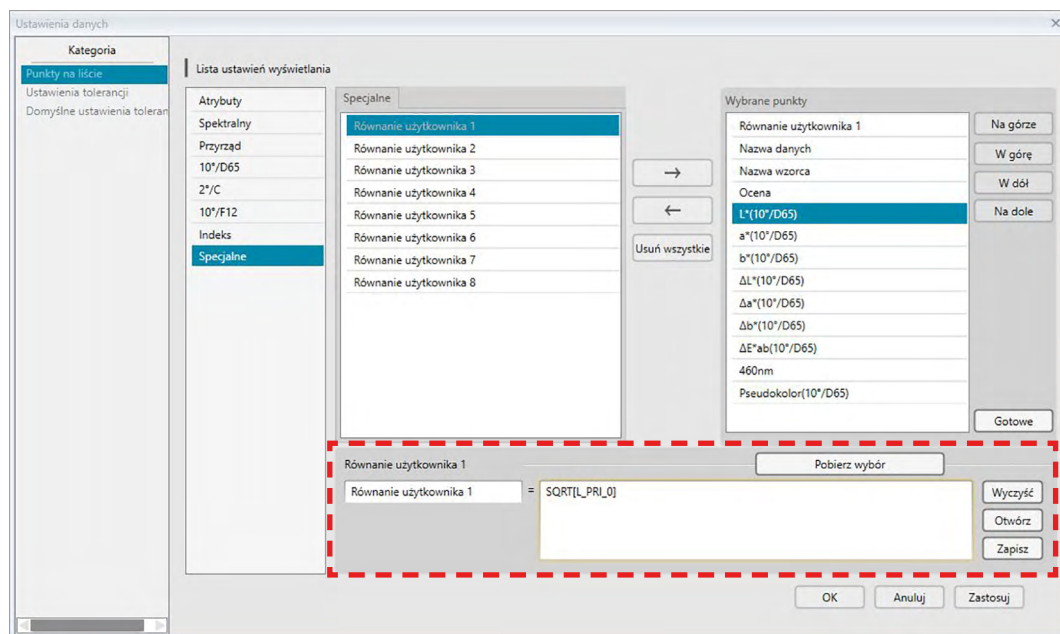 Ustawienia danych
Kategoria
Punkty na liście
Ustawienia tolerancji
Domyślne ustawienia toleran
Lista ustawień wyświetlania
Atrybuty
Spektralny
Przyrząd
10°/D65
2°/C
10°/F12
Indeks
Specjalne
Specjalne
Równanie użytkownika 1
Równanie użytkownika 2
Równanie użytkownika 3
Równanie użytkownika 4
Równanie użytkownika 5
Równanie użytkownika 6
Równanie użytkownika 7
Równanie użytkownika 8
→
←
Usuń wszystkie
Wybrane punkty
Równanie użytkownika 1
Nazwa danych
Nazwa wzorca
Ocena
L*(10°/D65)
a*(10°/D65)
b*(10°/D65)
ΔL*(10°/D65)
Δa*(10°/D65)
Δb*(10°/D65)
ΔE*ab(10°/D65)
460nm
Pseudokolor(10°/D65)
Na górze
W górę
W dół
Na dole
Gotowe
Równanie użytkownika 1
Pobierz wybór
Równanie użytkownika 1 = SQRT[L_PRI_0]
Wyczyść
Otwórz
Zapisz
OK Anuluj Zastosuj